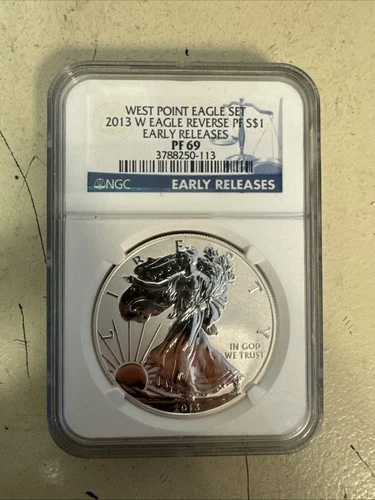 WEST POINT EAGLE SET
2013 W EAGLE REVERSE PF S$1
EARLY RELEASES
PF 69
3788250-113
NGC EARLY RELEASES
LIBERTY
IN GOD
WE TRUST
2013